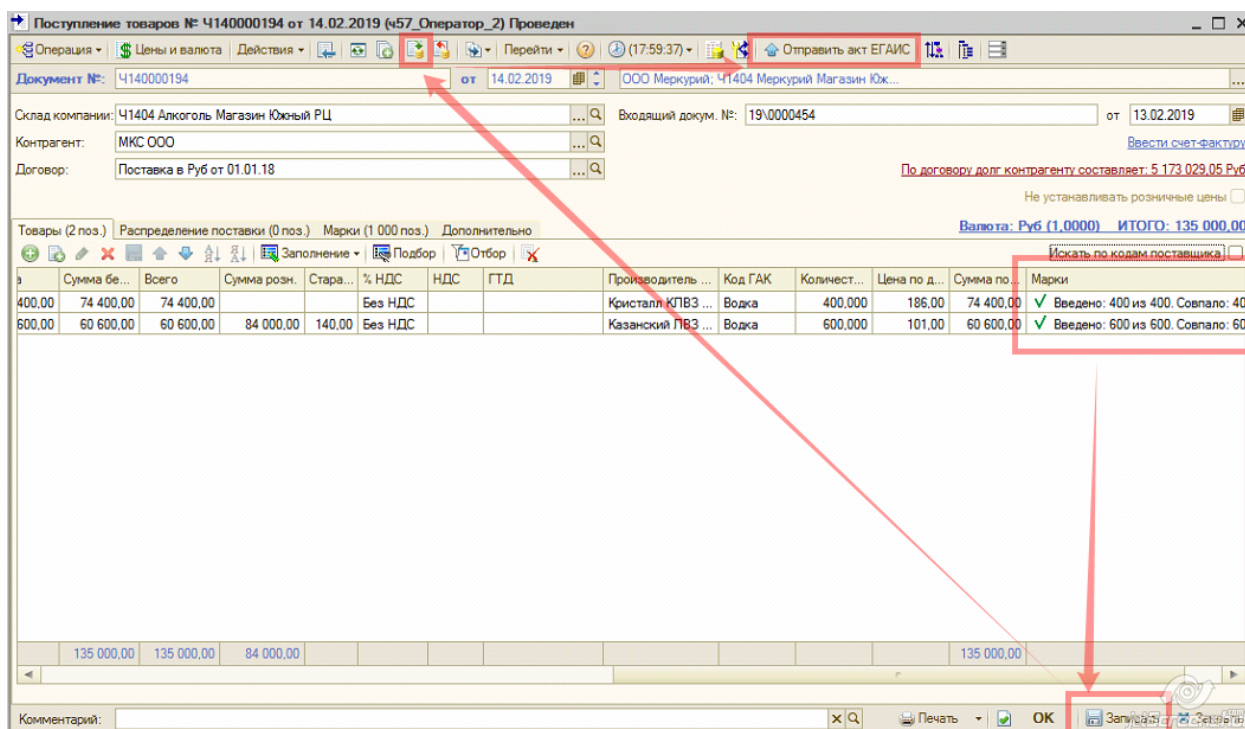 Поступление товаров № Ч140000194 от 14.02.2019 (ч57_Оператор_2) Проведен
Операция Цены и валюта Действия Перейти (17:59:37) Отправить акт ЕГАИС
Документ №: Ч140000194 от 14.02.2019 ООО Меркурий; Ч1404 Меркурий Магазин Юж...
Склад компании: Ч1404 Алкоголь Магазин Южный РЦ ... Входящий докум. №: 19\0000454 от 13.02.2019
Контрагент: МКС ООО ... Ввести счет-фактуру
Договор: Поставка в Руб от 01.01.18 ... По договору долг контрагенту составляет: 5 173 029,05 Руб
Не устанавливать розничные цены
Товары (2 поз.) Распределение поставки (0 поз.) Марки (1 000 поз.) Дополнительно Валюта: Руб (1,0000) ИТОГО: 135 000,00
Заполнение Подбор Отбор Искать по кодам поставщика
Сумма бе... Всего Сумма розн. Стара... % НДС НДС ГТД Производитель ... Код ГАК Количест... Цена по д... Сумма по... Марки
400,00 74 400,00 74 400,00 Без НДС Кристалл КПВЗ ... Водка 400,000 186,00 74 400,00 Введено: 400 из 400. Совпало: 40
600,00 60 600,00 60 600,00 84 000,00 140,00 Без НДС Казанский ЛВЗ ... Водка 600,000 101,00 60 600,00 Введено: 600 из 600. Совпало: 60
135 000,00 135 000,00 84 000,00 135 000,00
Комментарий: Печать OK Записать